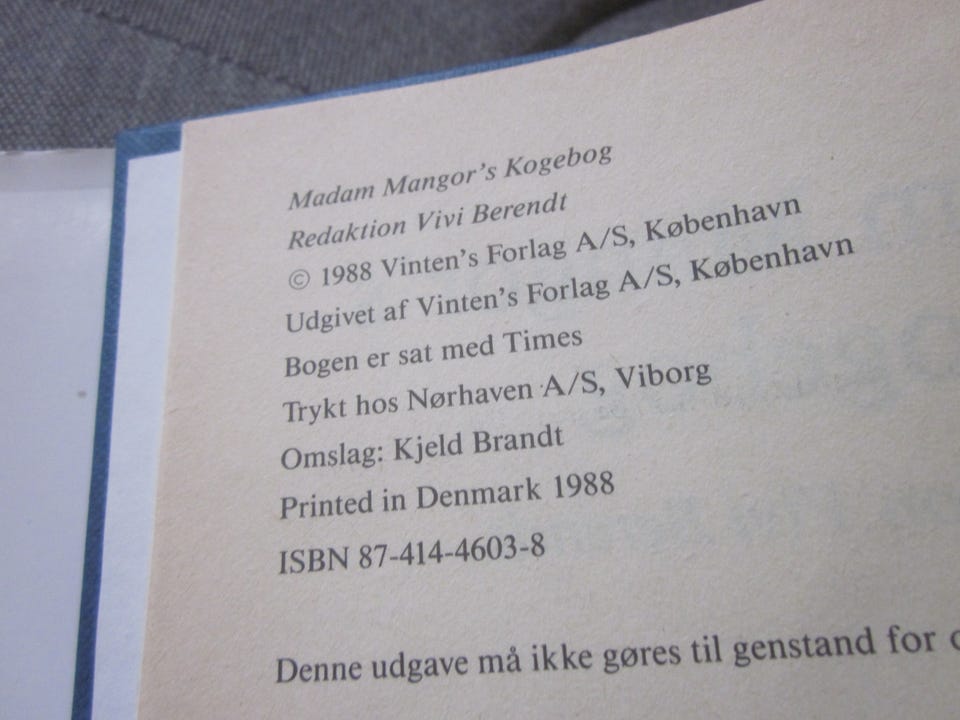 Madam Mangor's Kogebog
Redaktion Vivi Berendt
© 1988 Vinten's Forlag A/S, København
Udgivet af Vinten's Forlag A/S, København
Bogen er sat med Times
Trykt hos Nørhaven A/S, Viborg
Omslag: Kjeld Brandt
Printed in Denmark 1988
ISBN 87-414-4603-8
Denne udgave må ikke gøres til genstand for